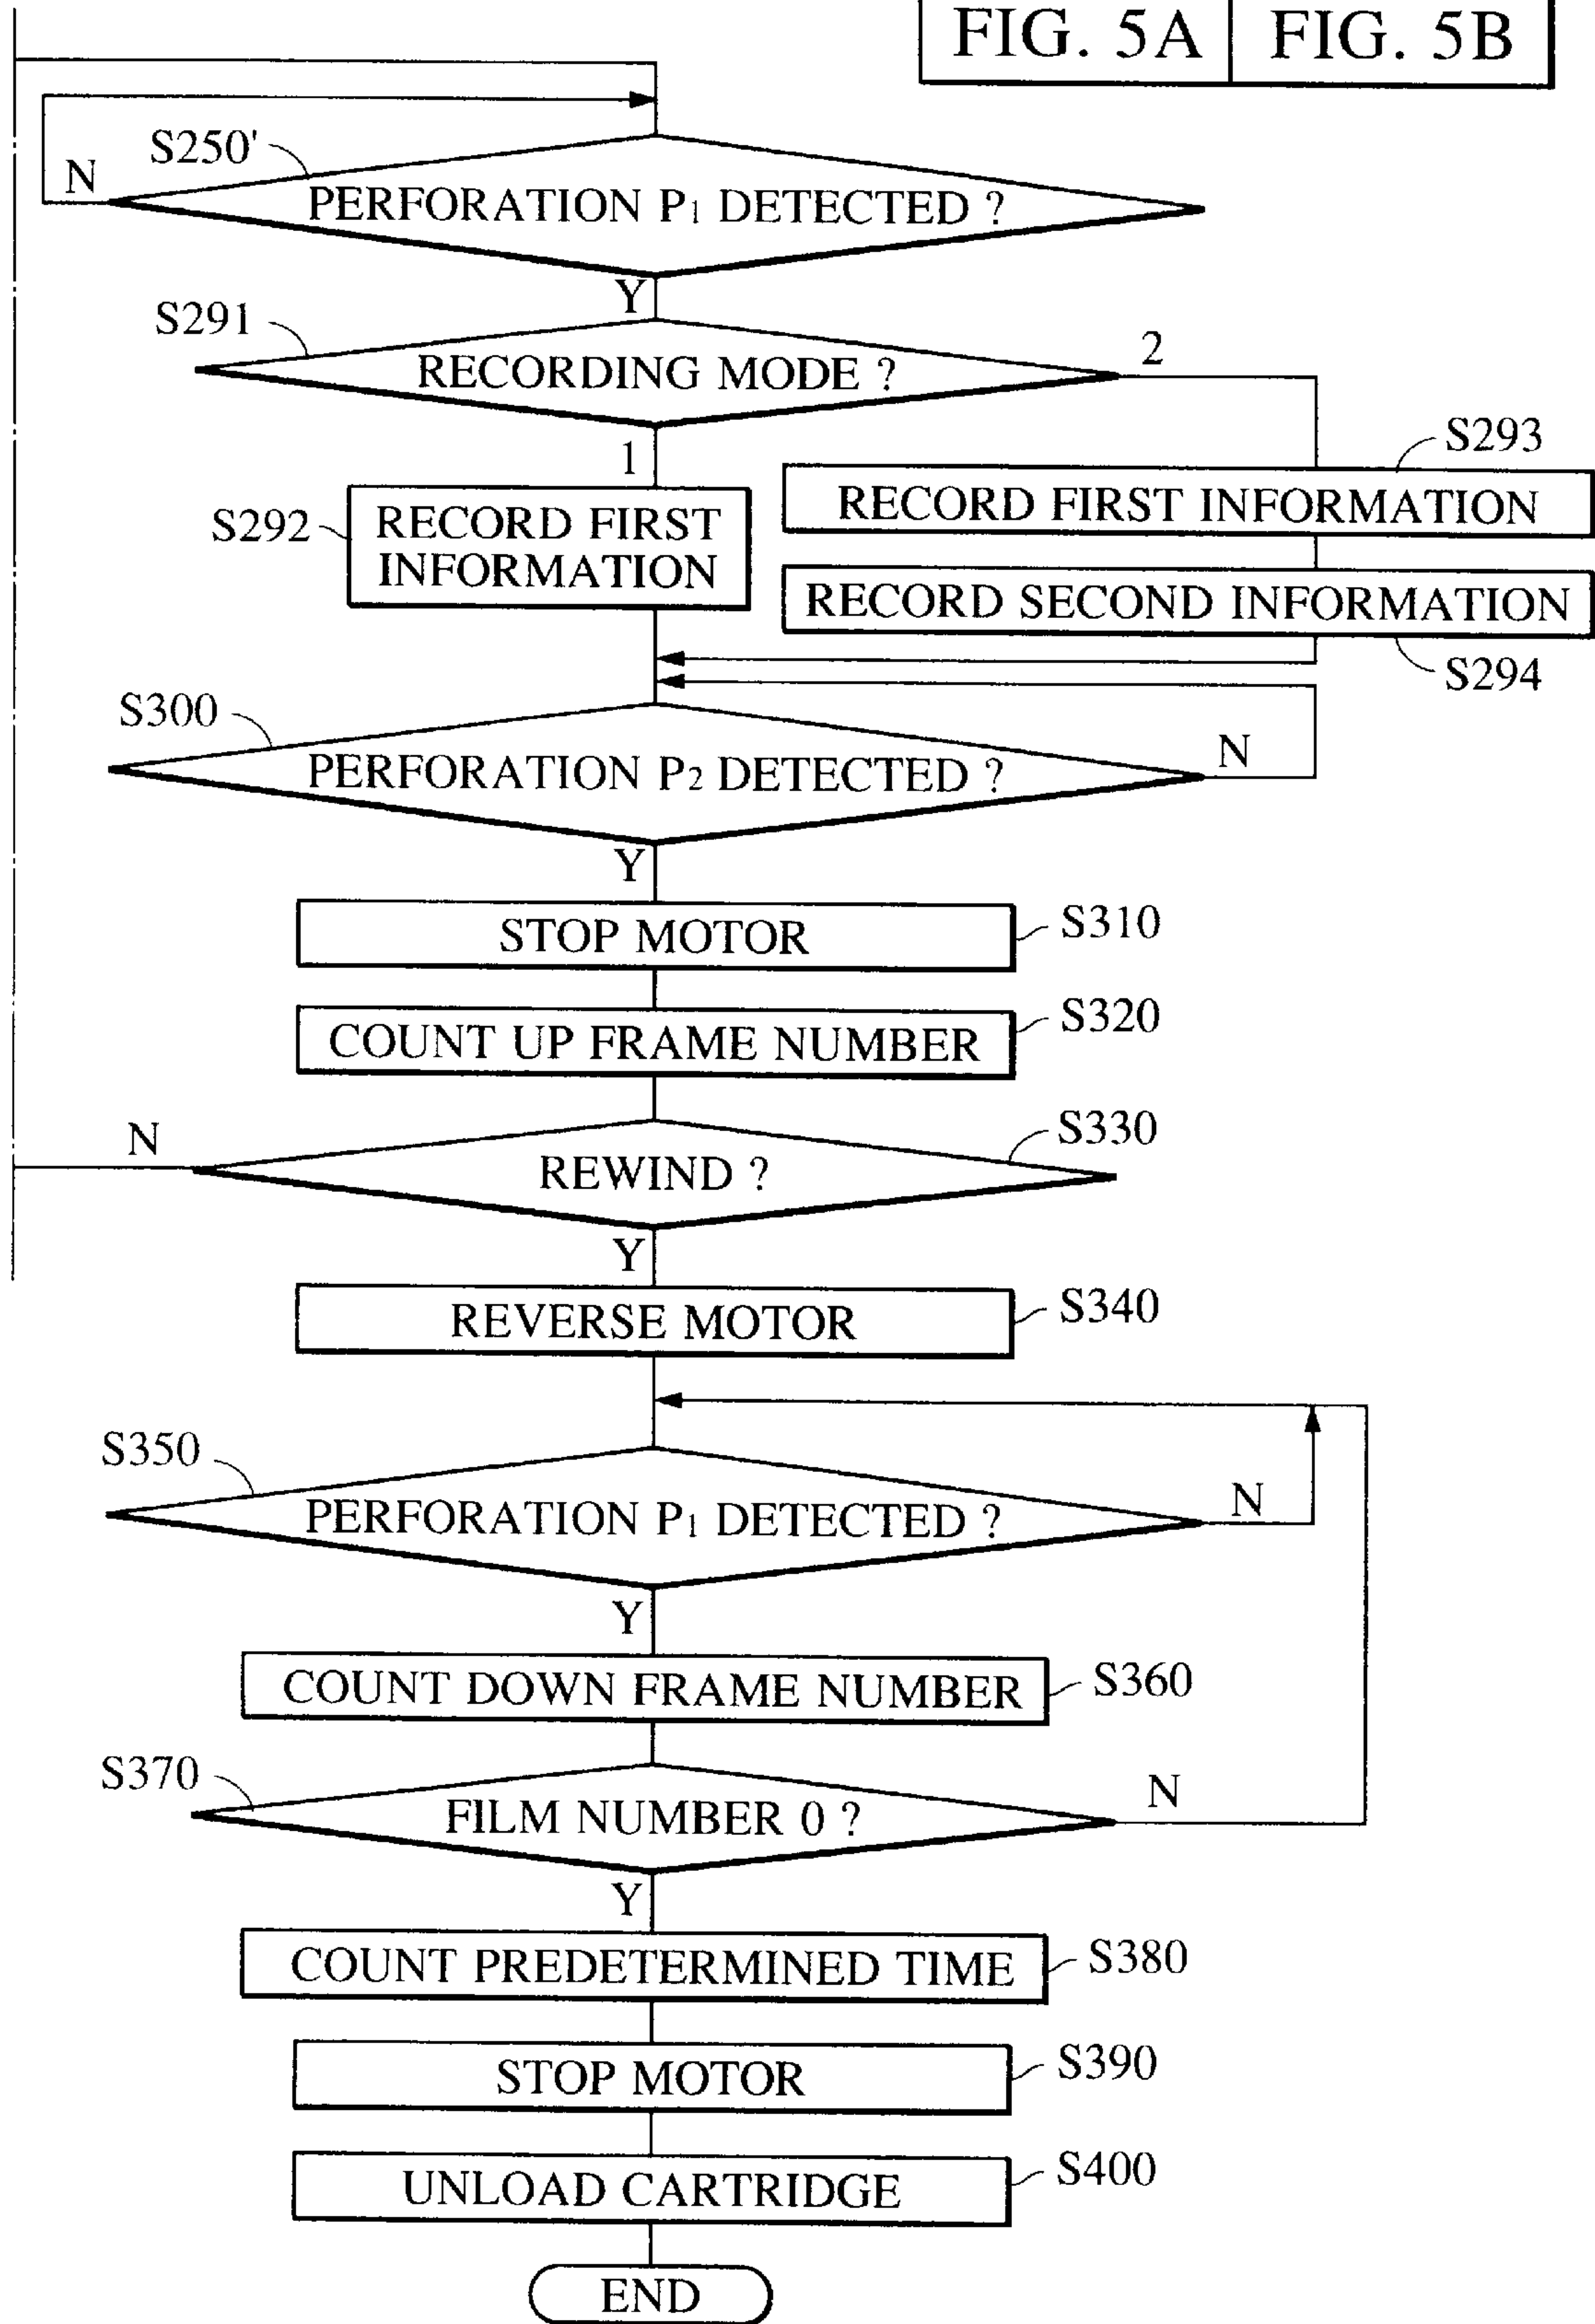 FIG. 5A
FIG. 5B
S250'
N
PERFORATION P1 DETECTED ?
Y
S291
RECORDING MODE ?
2
1
S293
RECORD FIRST INFORMATION
S292
RECORD FIRST
INFORMATION
RECORD SECOND INFORMATION
S294
S300
PERFORATION P2 DETECTED ?
N
Y
STOP MOTOR
S310
COUNT UP FRAME NUMBER
S320
N
REWIND ?
S330
Y
REVERSE MOTOR
S340
S350
PERFORATION P1 DETECTED ?
N
Y
COUNT DOWN FRAME NUMBER
S360
S370
FILM NUMBER 0 ?
N
Y
COUNT PREDETERMINED TIME
S380
STOP MOTOR
S390
UNLOAD CARTRIDGE
S400
END